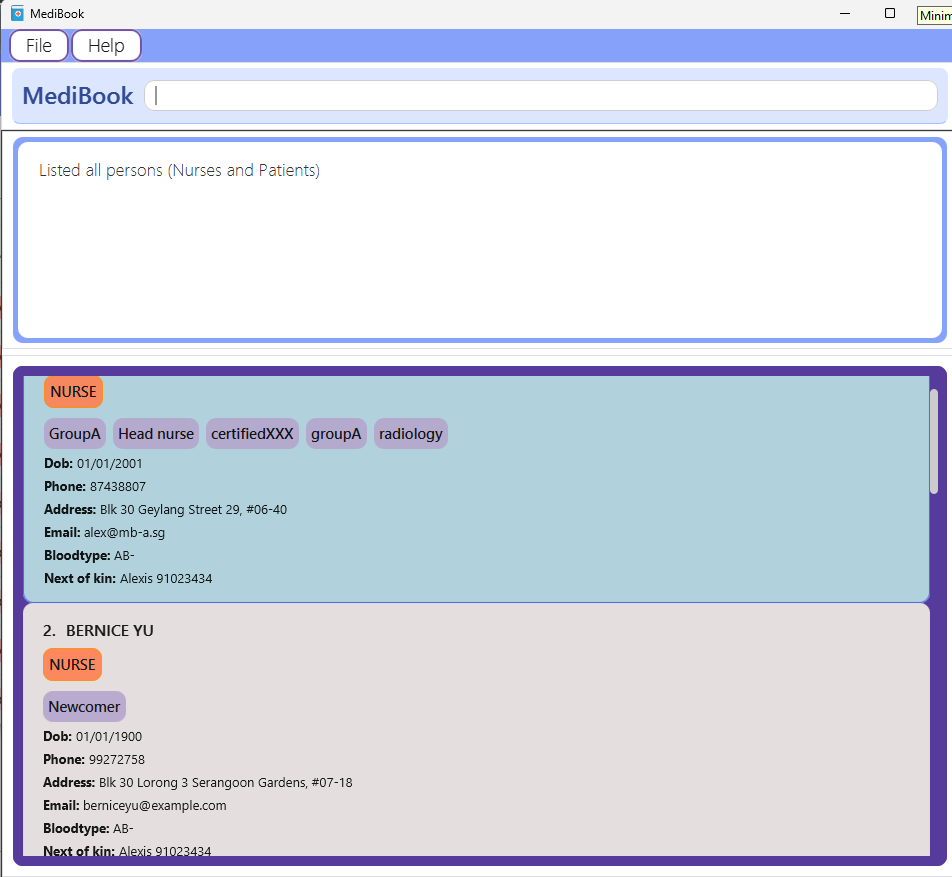 MediBook
Minim
File Help
MediBook
Listed all persons (Nurses and Patients)
NURSE
GroupA Head nurse certifiedXXX groupA radiology
Dob: 01/01/2001
Phone: 87438807
Address: Blk 30 Geylang Street 29, #06-40
Email: alex@mb-a.sg
Bloodtype: AB-
Next of kin: Alexis 91023434
2. BERNICE YU
NURSE
Newcomer
Dob: 01/01/1900
Phone: 99272758
Address: Blk 30 Lorong 3 Serangoon Gardens, #07-18
Email: berniceyu@example.com
Bloodtype: AB-
Next of kin: Alexis 91023434